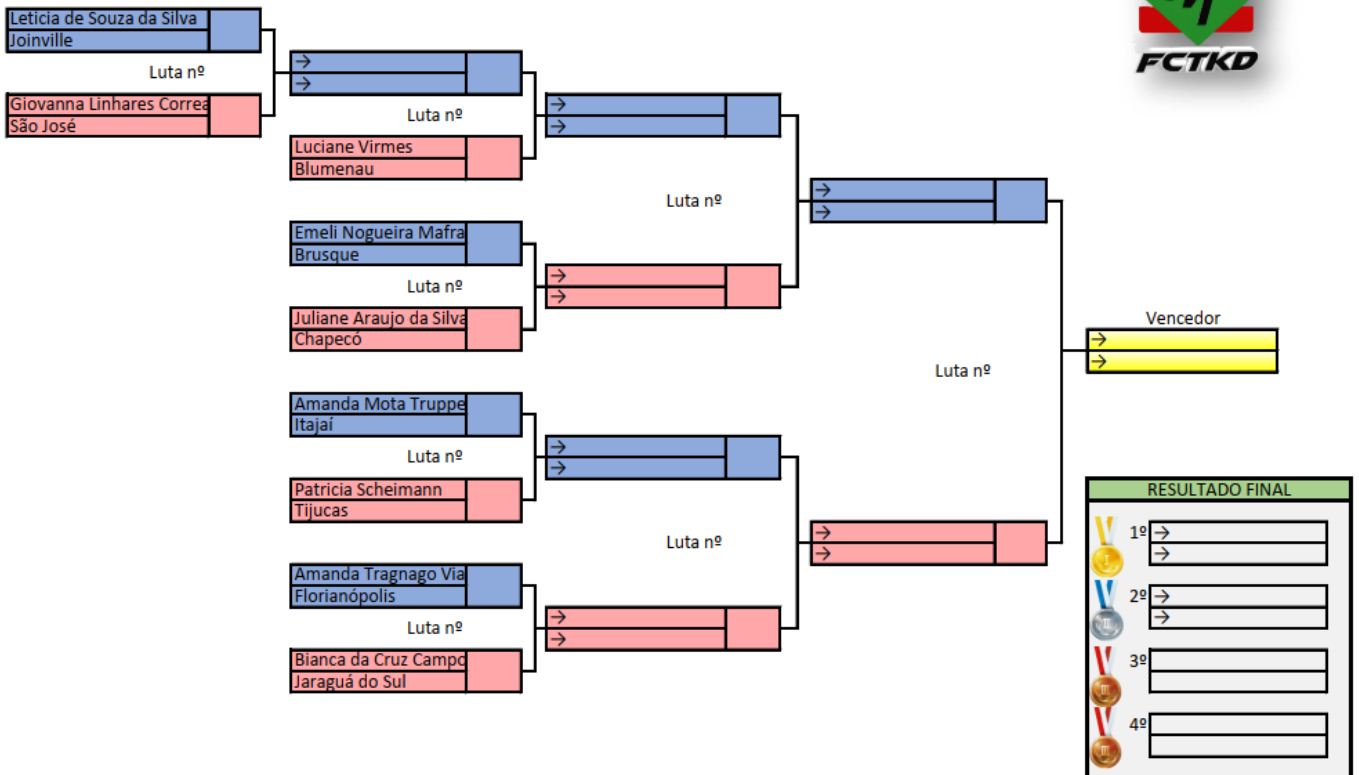 Leticia de Souza da Silva
Joinville
Luta nº
Giovanna Linhares Correa
São José
→
→
Luta nº
Luciane Virmes
Blumenau
Emeli Nogueira Mafra
Brusque
Luta nº
Juliane Araujo da Silva
Chapecó
Amanda Mota Truppe
Itajaí
Luta nº
Patricia Scheimann
Tijucas
Amanda Tragnago Via
Florianópolis
Luta nº
Bianca da Cruz Campo
Jaraguá do Sul
→
→
Luta nº
→
→
→
→
Luta nº
→
→
→
→
Luta nº
→
→
FCTKD
Vencedor
→
→
RESULTADO FINAL
1º →
→
2º →
→
3º
4º